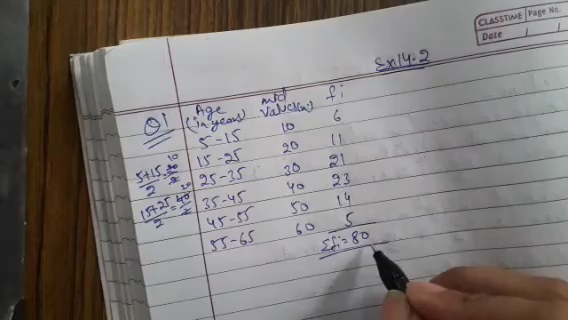 CLASSTIME Page No.
Date / /
Ex 14.2
Q1 Age (in years) mid values(xi) fi
5-15 10 6
15-25 20 11
25-35 30 21
35-45 40 23
45-55 50 14
55-65 60 5
Σfi=80
5+15=20 10
2 2
15+25=40 20
2 2